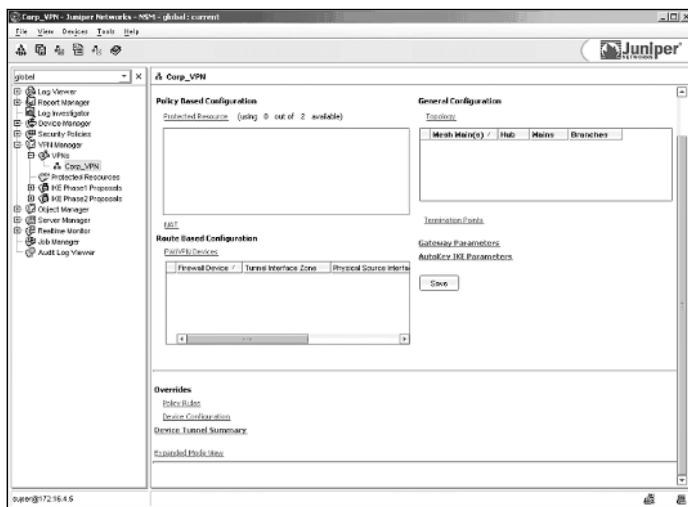 Corp_VPN - Juniper Networks - NSM - global : current
File View Devices Tools Help
Juniper
NETWORKS
global
Log Viewer
Report Manager
Log Investigator
Device Manager
Security Policies
VPN Manager
VPNs
Corp_VPN
Protected Resources
IKE Phase1 Proposals
IKE Phase2 Proposals
Object Manager
Server Manager
Realtime Monitor
Job Manager
Audit Log Viewer
Corp_VPN
Policy Based Configuration
Protected Resource (using 0 out of 2 available)
NAT
Route Based Configuration
Firewall Device / Tunnel Interface Zone Physical Source Interfa
General Configuration
Topology
Mesh Main(s) / Hub Mains Branches
Termination Points
Gateway Parameters
AutoKey IKE Parameters
Save
Overrides
Policy Rules
Device Configuration
Device Tunnel Summary
Expanded Mode View
super@172.16.4.6